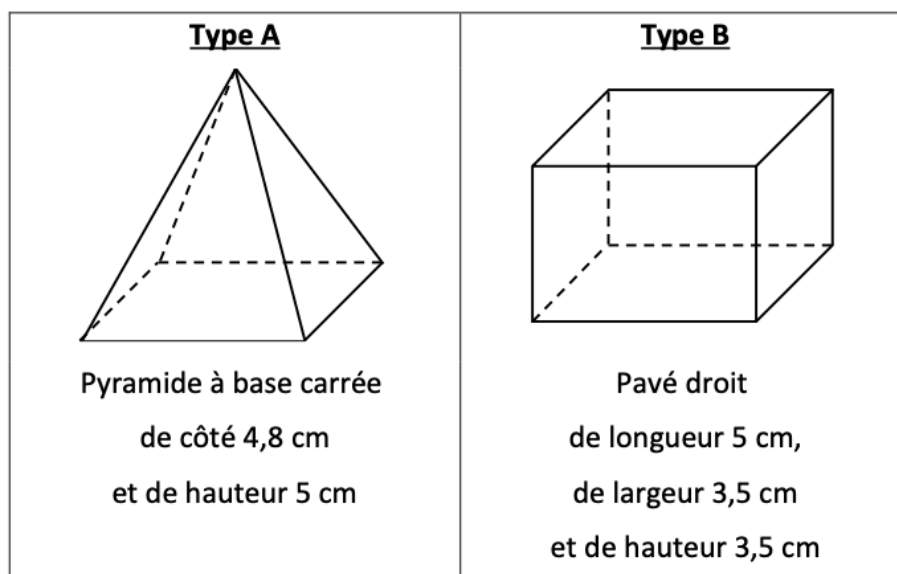 Type A
Pyramide à base carrée
de côté 4,8 cm
et de hauteur 5 cm
Type B
Pavé droit
de longueur 5 cm,
de largeur 3,5 cm
et de hauteur 3,5 cm